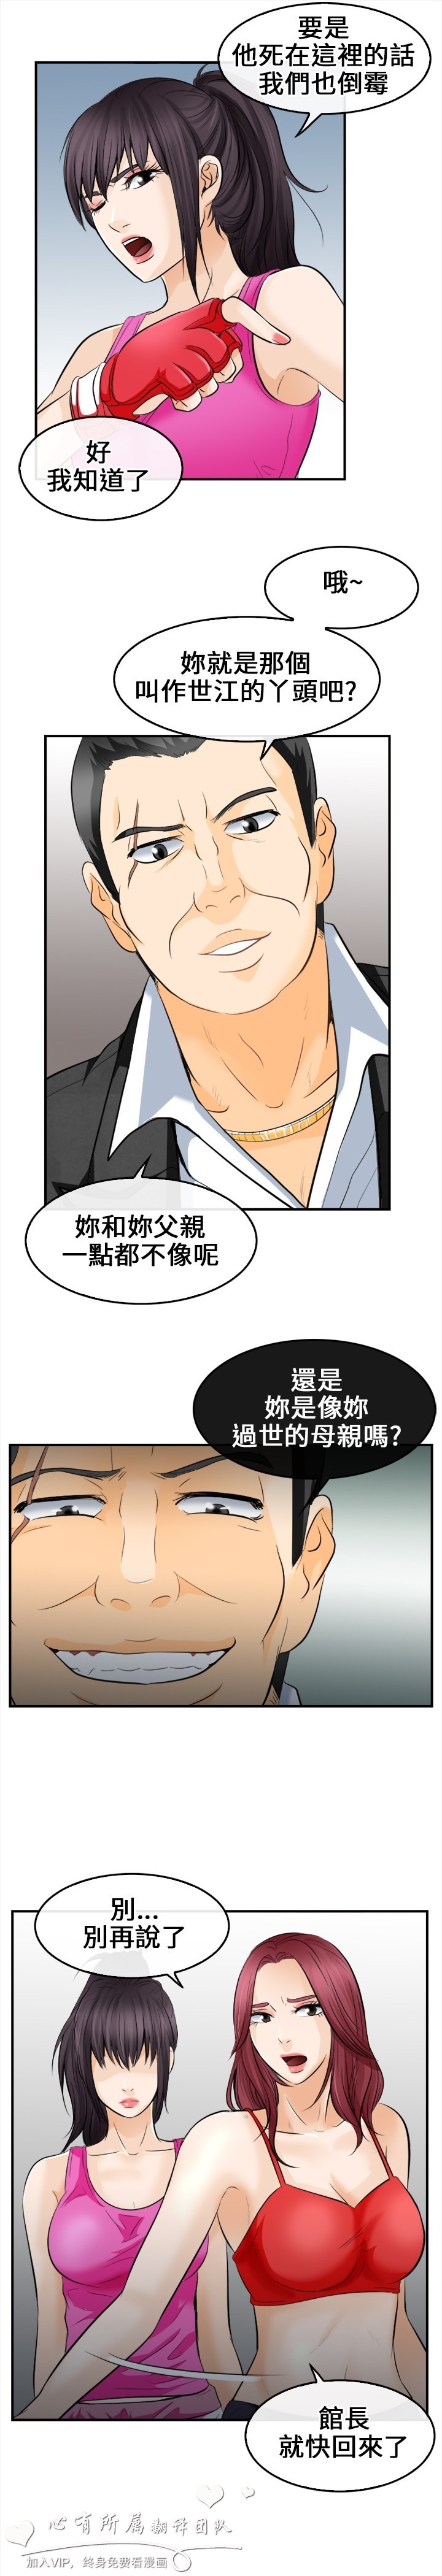 要是
他死在這裡的話
我們也倒霉
好
我知道了
哦~
妳就是那個
叫作世江的丫頭吧?
妳和妳父親
一點都不像呢
還是
妳是像妳
過世的母親嗎?
別...
別再說了
館長
就快回來了
心有所属翻译团队
加入VIP，终身免费看漫画